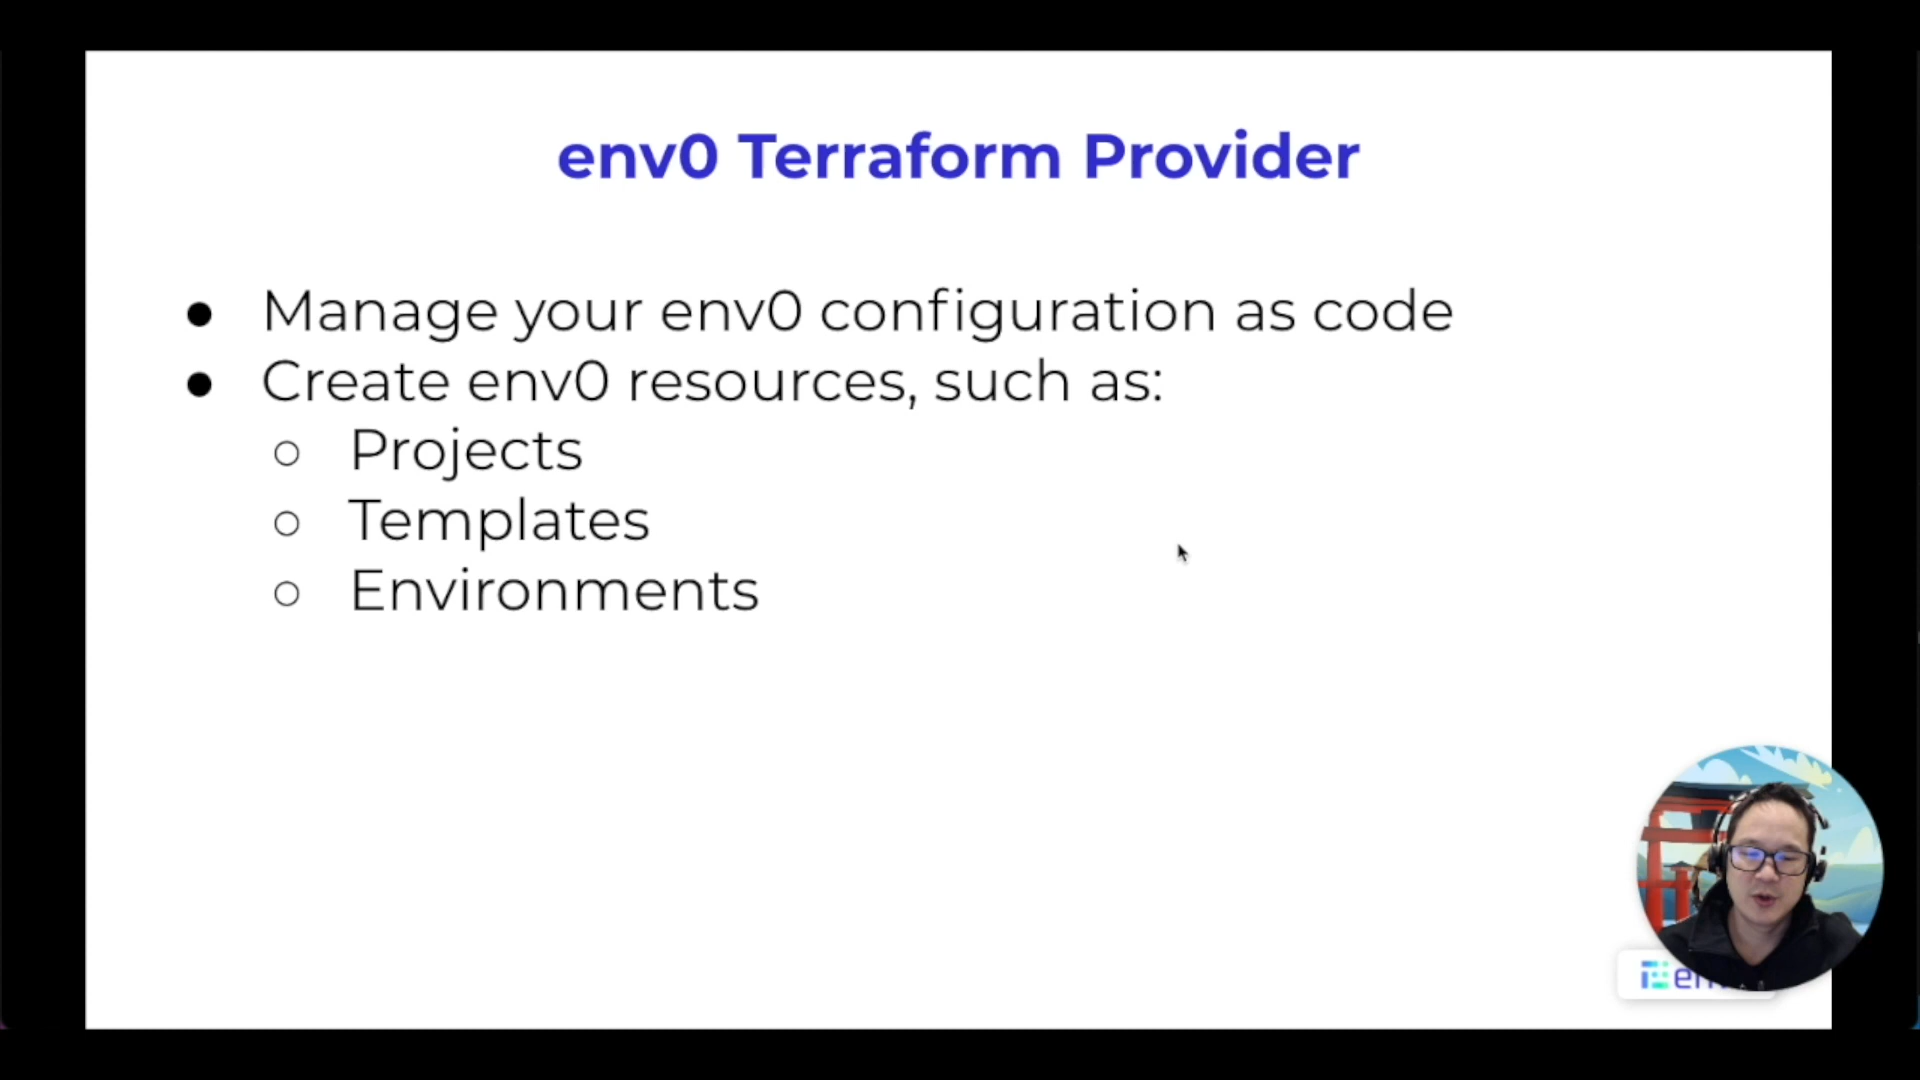 env0 Terraform Provider
● Manage your env0 configuration as code
● Create env0 resources, such as:
○ Projects
○ Templates
○ Environments